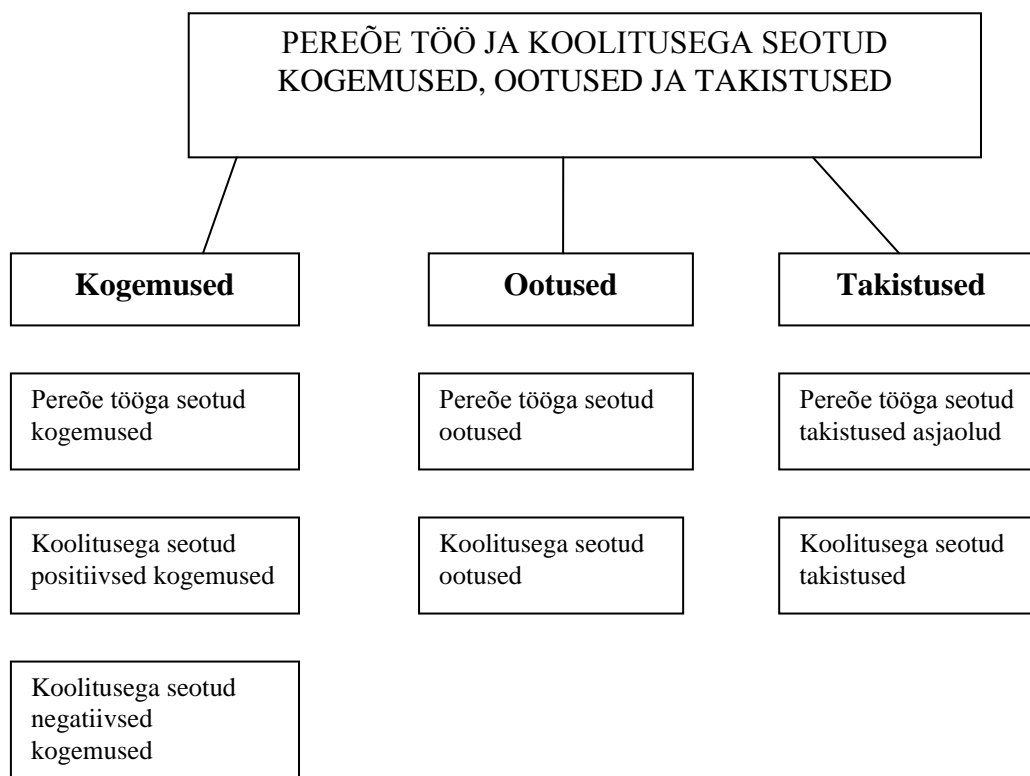 PEREÕE TÖÖ JA KOOLITUSEGA SEOTUD
KOGEMUSED, OOTUSED JA TAKISTUSED
Kogemused
Ootused
Takistused
Pereõe tööga seotud
kogemused
Pereõe tööga seotud
ootused
Pereõe tööga seotud
takistused asjaolud
Koolitusega seotud
positiivsed kogemused
Koolitusega seotud
ootused
Koolitusega seotud
takistused
Koolitusega seotud
negatiivsed
kogemused